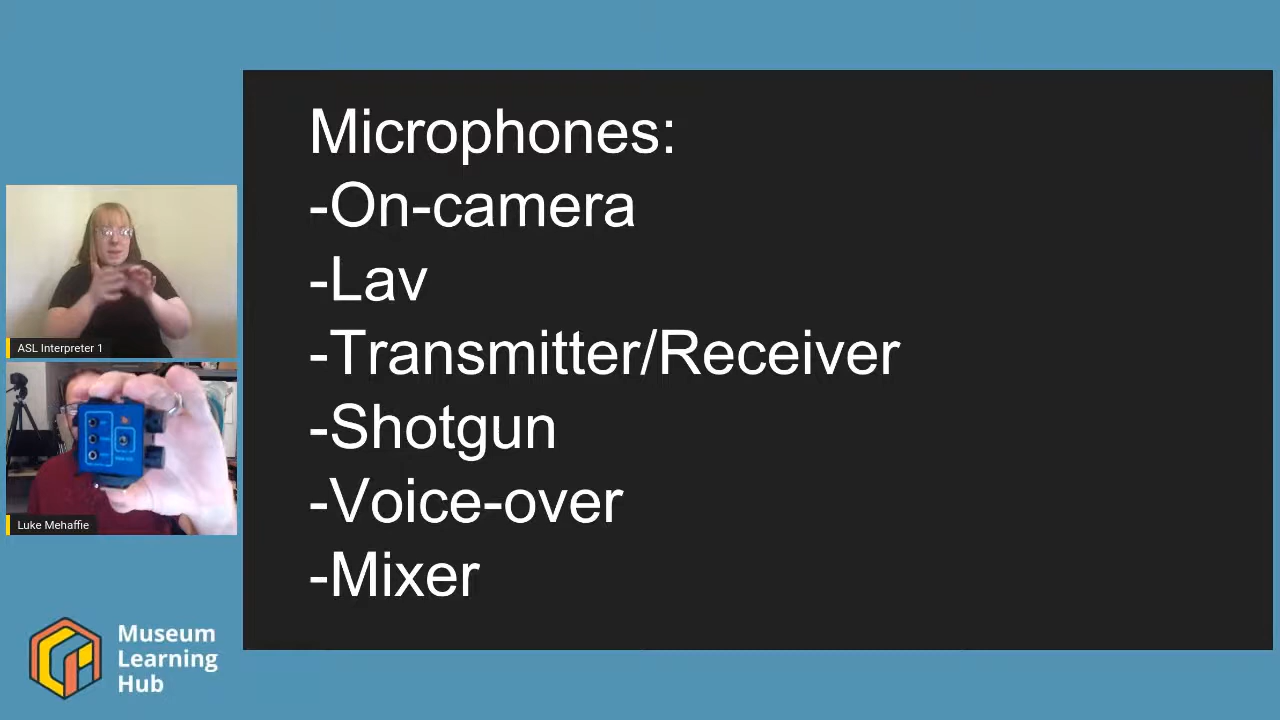 Microphones:
-On-camera
-Lav
-Transmitter/Receiver
-Shotgun
-Voice-over
-Mixer
ASL Interpreter 1
Luke Mehaffie
Museum
Learning
Hub